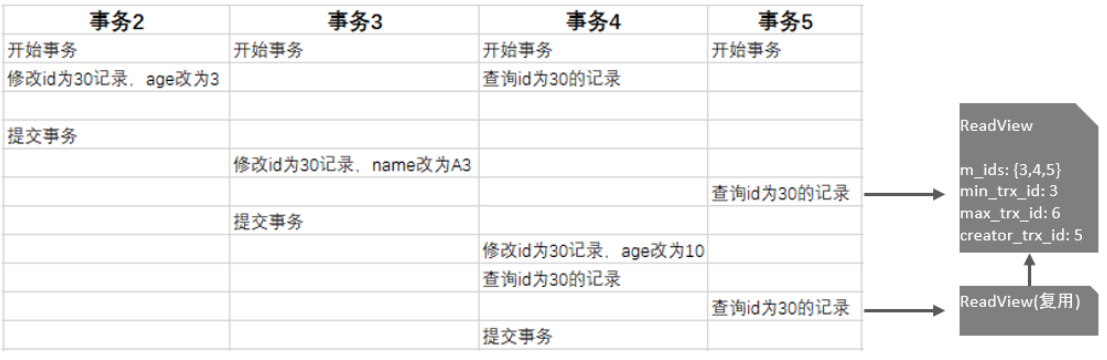 事务2 事务3 事务4 事务5
开始事务 开始事务 开始事务 开始事务
修改id为30记录，age改为3 查询id为30的记录
提交事务
修改id为30记录，name改为A3
查询id为30的记录
提交事务
修改id为30记录，age改为10
查询id为30的记录
查询id为30的记录
提交事务
ReadView
m_ids: {3,4,5}
min_trx_id: 3
max_trx_id: 6
creator_trx_id: 5
ReadView(复用)